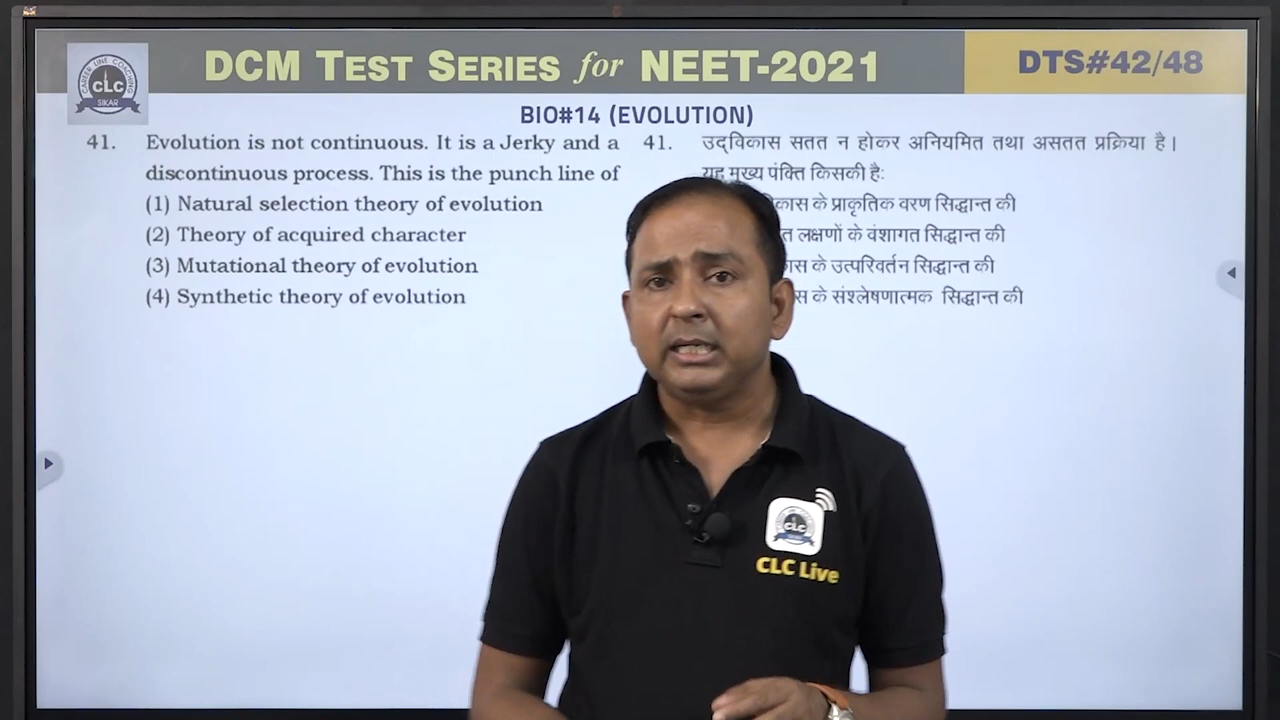 DCM TEST SERIES for NEET-2021
DTS#42/48
CAREER LINE COACHING
CLC
SIKAR
BIO#14 (EVOLUTION)
41. Evolution is not continuous. It is a Jerky and a
discontinuous process. This is the punch line of
(1) Natural selection theory of evolution
(2) Theory of acquired character
(3) Mutational theory of evolution
(4) Synthetic theory of evolution
41. उद्विकास सतत न होकर अनियमित तथा असतत प्रक्रिया है।
यह मुख्य पंक्ति किसकी है:
के प्राकृतिक वरण सिद्धान्त की
लक्षणों के वंशागत सिद्धान्त की
के उत्परिवर्तन सिद्धान्त की
के संश्लेषणात्मक सिद्धान्त की
CLC
CLC Live